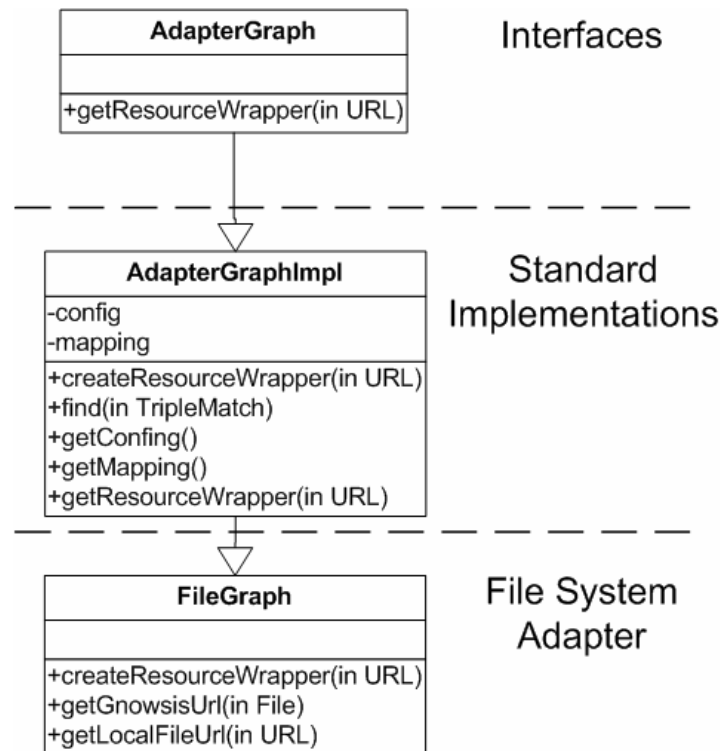 AdapterGraph
Interfaces
+getResourceWrapper(in URL)
AdapterGraphImpl
Standard
Implementations
-config
-mapping
+createResourceWrapper(in URL)
+find(in TripleMatch)
+getConfing()
+getMapping()
+getResourceWrapper(in URL)
FileGraph
File System
Adapter
+createResourceWrapper(in URL)
+getGnowsisUrl(in File)
+getLocalFileUrl(in URL)